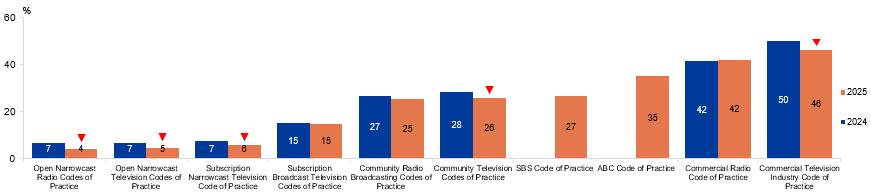 %
60
40
20
0
7 4
7 5
7 6
15 15
27 25
28 26
27
35
42 42
50 46
Open Narrowcast
Radio Codes of
Practice
Open Narrowcast
Television Codes of
Practice
Subscription
Narrowcast Television
Code of Practice
Subscription
Broadcast Television
Codes of Practice
Community Radio
Broadcasting Codes of
Practice
Community Television
Codes of Practice
SBS Code of Practice
ABC Code of Practice
Commercial Radio
Code of Practice
Commercial Television
Industry Code of
Practice
2025
2024